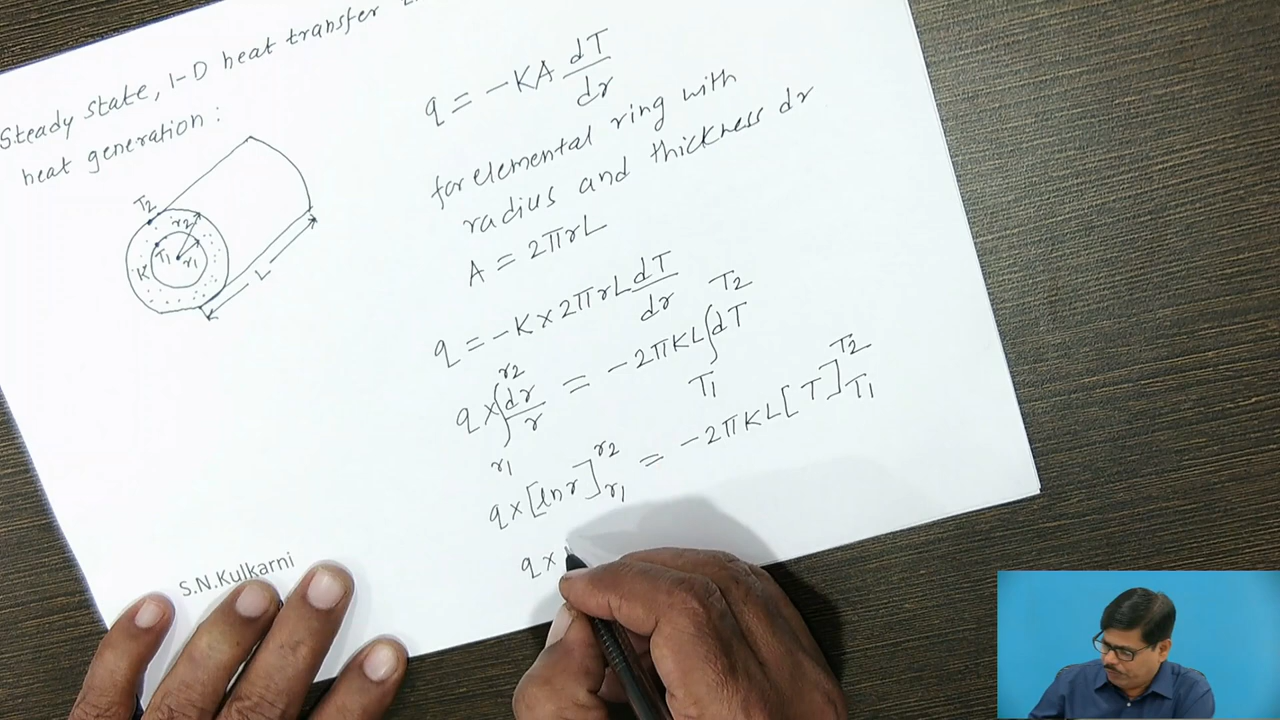 Steady state, 1-D heat transfer
heat generation :
T2
r2
T1
r1
K
L
q = -KA dT/dr
for elemental ring with
radius and thickness dr
A = 2πrL
q = -K × 2πrL dT/dr
q × ∫r1^r2 dr/r = -2πKL ∫T1^T2 dT
q × [ln r]r1^r2 = -2πKL [T]T1^T2
q ×
S.N.Kulkarni